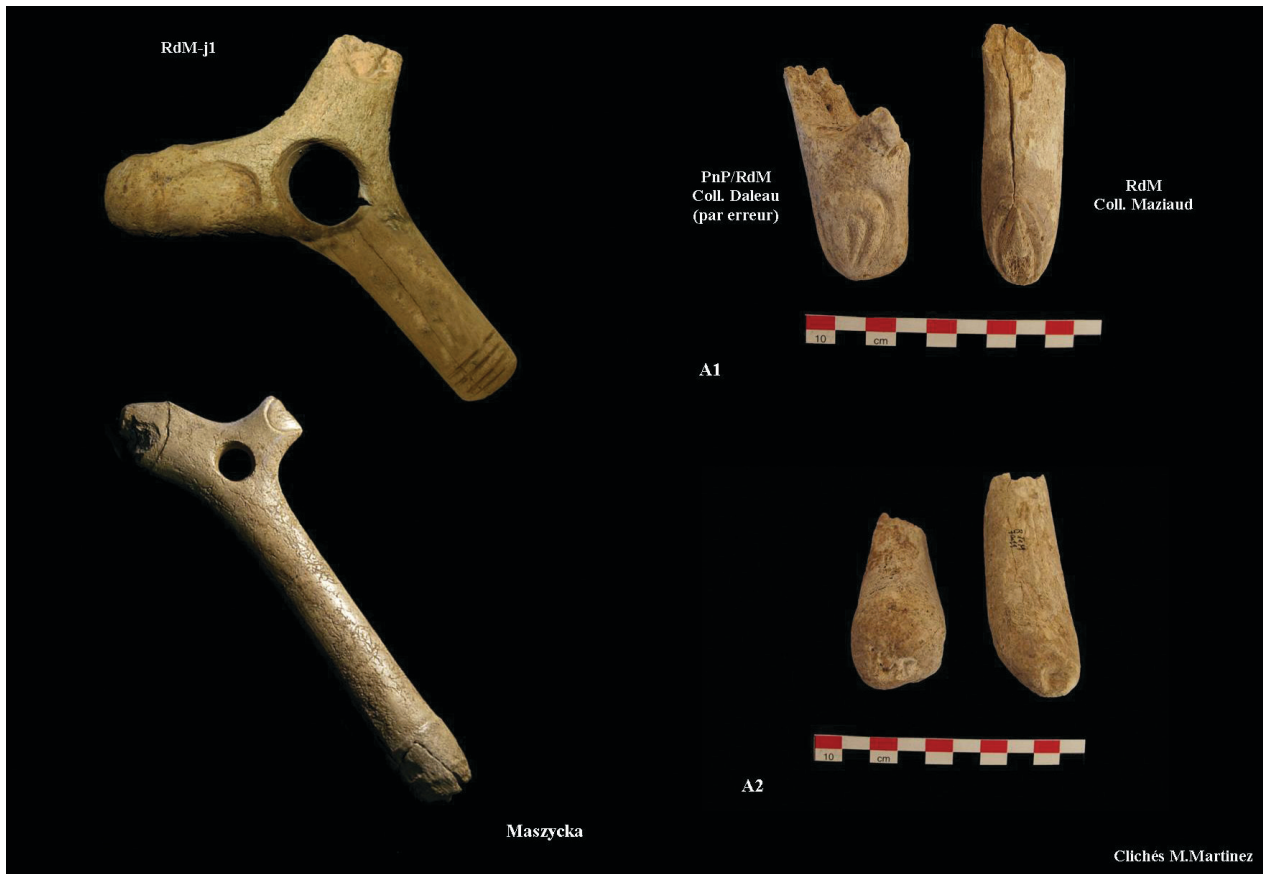 RdM-j1
PnP/RdM
Coll. Daleau
(par erreur)
RdM
Coll. Maziaud
10 cm
A1
10 cm
A2
Maszycka
Clichés M.Martinez